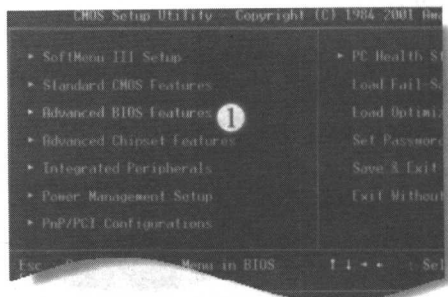 CMOS Setup Utility Copyright (C) 1984 2001
SoftMenu III Setup
Standard CMOS Features
Advanced BIOS Features 1
Advanced Chipset Features
Integrated Peripherals
Power Management Setup
PnP/PCI Configurations
PC Health
Load Fail-Sa
Load Optimi
Set Passwor
Save & Exit
Exit Without
Esc Menu in BIOS ↑ ↓ → ← : Sel